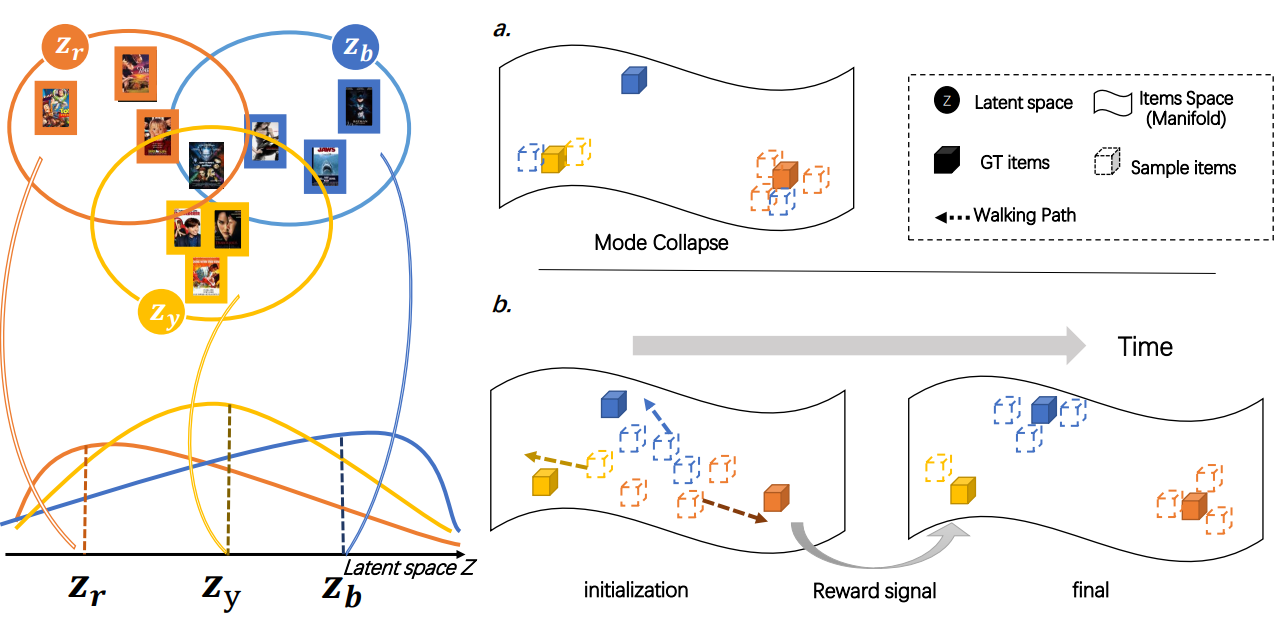 z_r
z_b
JAWS
z_y
z_r
z_y
z_b
Latent space Z
a.
Mode Collapse
Z
Latent space
Items Space
(Manifold)
GT items
Sample items
Walking Path
b.
Time
initialization
Reward signal
final